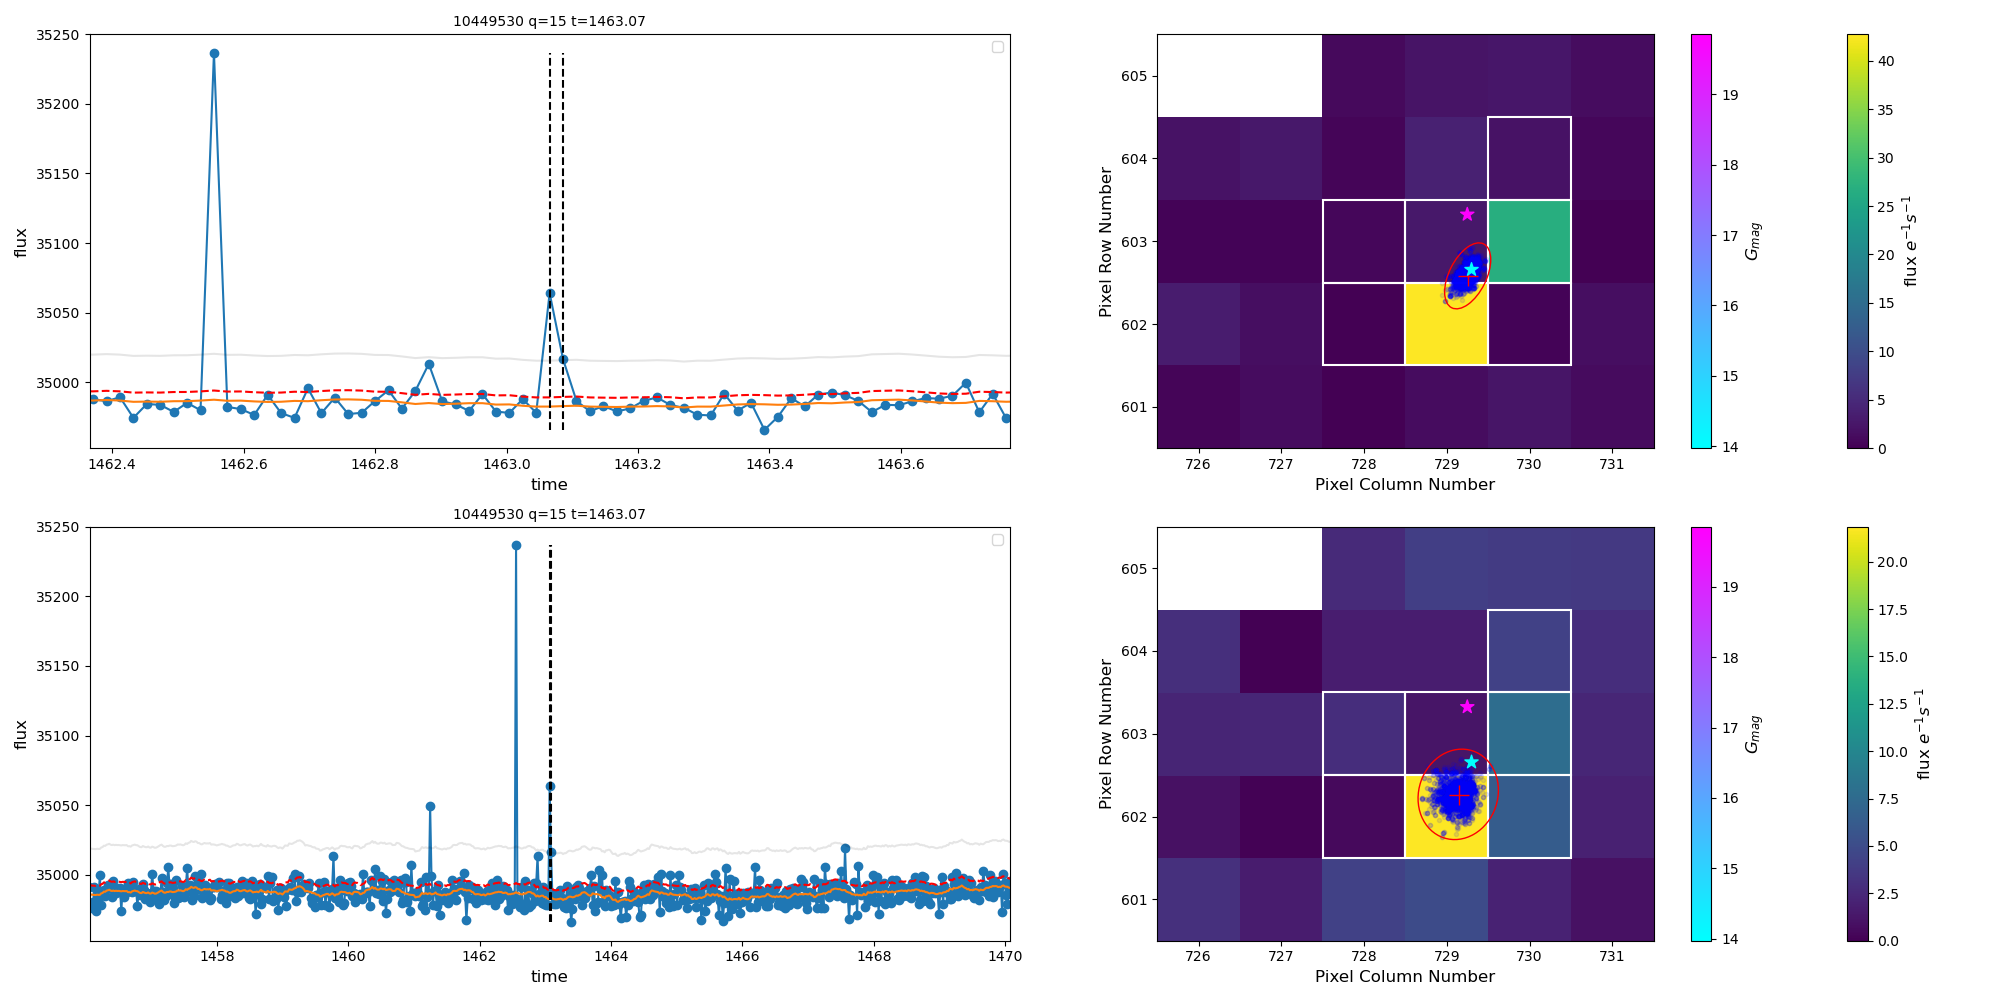 10449530 q=15 t=1463.07
35250
35200
35150
35100
35050
35000
flux
1462.4 1462.6 1462.8 1463.0 1463.2 1463.4 1463.6
time
605
604
603
602
601
Pixel Row Number
726 727 728 729 730 731
Pixel Column Number
19
18
17
16
15
14
G_mag
40
35
30
25
20
15
10
5
0
flux e⁻¹s⁻¹
10449530 q=15 t=1463.07
35250
35200
35150
35100
35050
35000
flux
1458 1460 1462 1464 1466 1468 1470
time
605
604
603
602
601
Pixel Row Number
726 727 728 729 730 731
Pixel Column Number
19
18
17
16
15
14
G_mag
20.0
17.5
15.0
12.5
10.0
7.5
5.0
2.5
0.0
flux e⁻¹s⁻¹